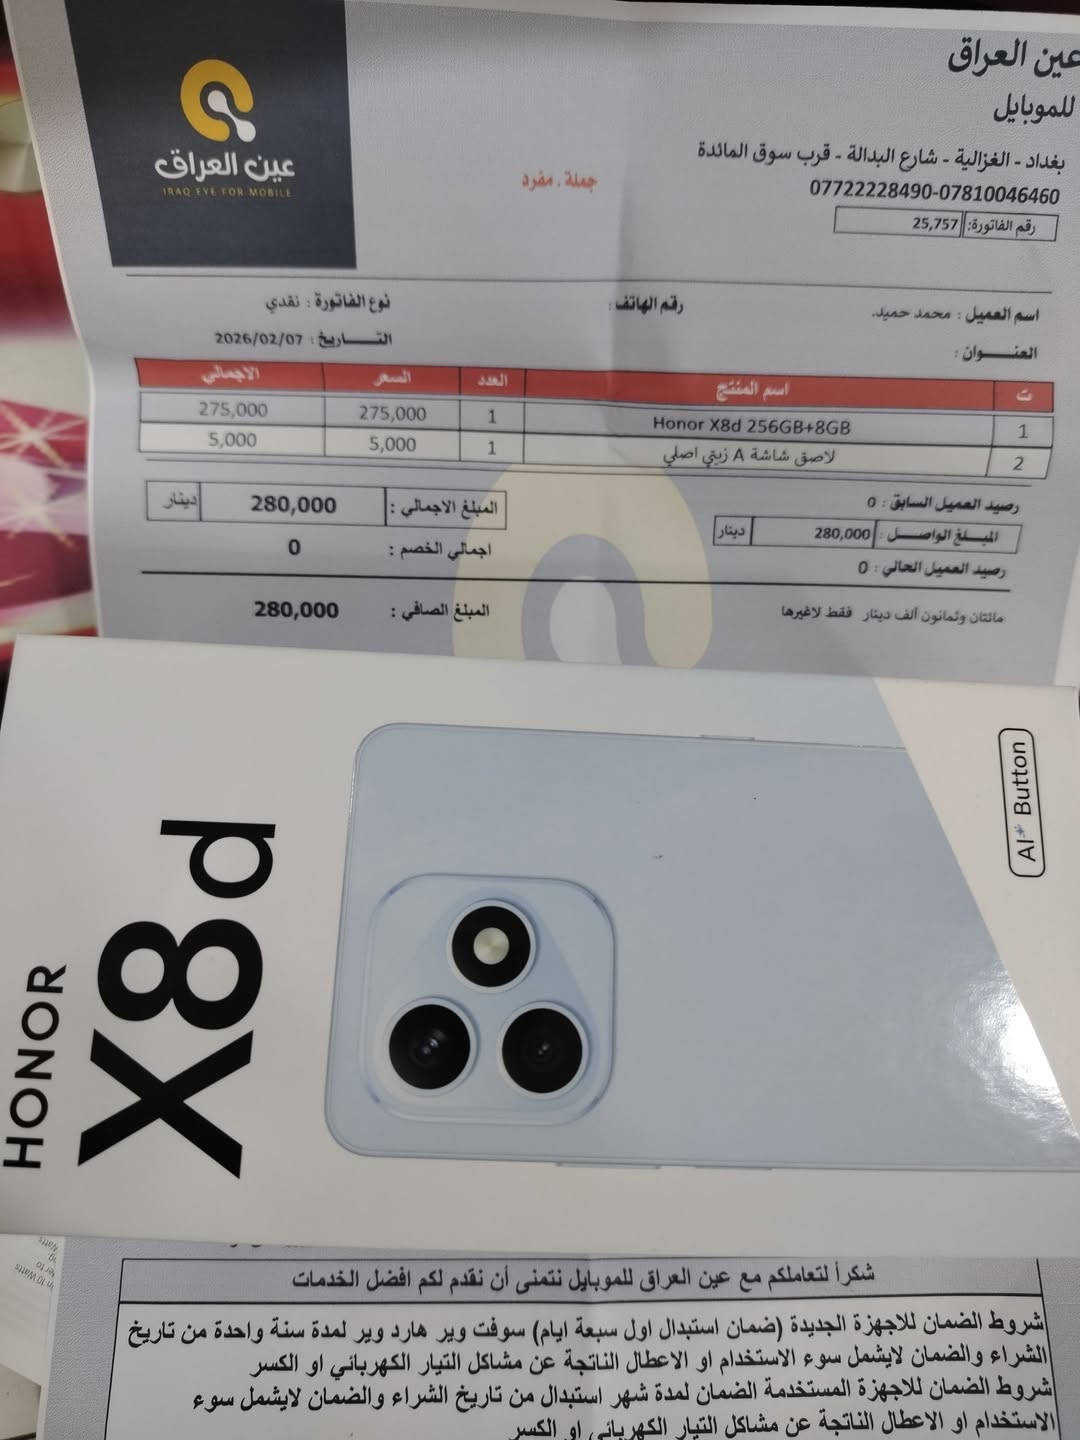 عين العراق
للموبايل
عين العراق
IRAQ EYE FOR MOBILE
بغداد - الغزالية - شارع البدالة - قرب سوق المائدة
جملة . مفرد
07722228490-07810046460
رقم الفاتورة: 25,757
اسم العميل : محمد حميد.
رقم الهاتف :
نوع الفاتورة : نقدي
العنـــوان :
التـــاريخ : 2026/02/07
ت اسم المنتج العدد السعر الاجمالي
1 Honor X8d 256GB+8GB 1 275,000 275,000
2 لاصق شاشة A زيتي اصلي 1 5,000 5,000
رصيد العميل السابق : 0
المبلغ الاجمالي : 280,000 دينار
المبلـغ الواصـــل : 280,000 دينار
اجمالي الخصم : 0
رصيد العميل الحالي : 0
المبلغ الصافي : 280,000
مائتان وثمانون ألف دينار فقط لاغيرها
HONOR
X8d
AI Button
شكراً لتعاملكم مع عين العراق للموبايل نتمنى أن نقدم لكم افضل الخدمات
شروط الضمان للاجهزة الجديدة (ضمان استبدال اول سبعة ايام) سوفت وير هارد وير لمدة سنة واحدة من تاريخ
الشراء والضمان لايشمل سوء الاستخدام او الاعطال الناتجة عن مشاكل التيار الكهربائي او الكسر
شروط الضمان للاجهزة المستخدمة الضمان لمدة شهر استبدال من تاريخ الشراء والضمان لايشمل سوء
الاستخدام او الاعطال الناتجة عن مشاكل التيار الكهربائي او الكسر